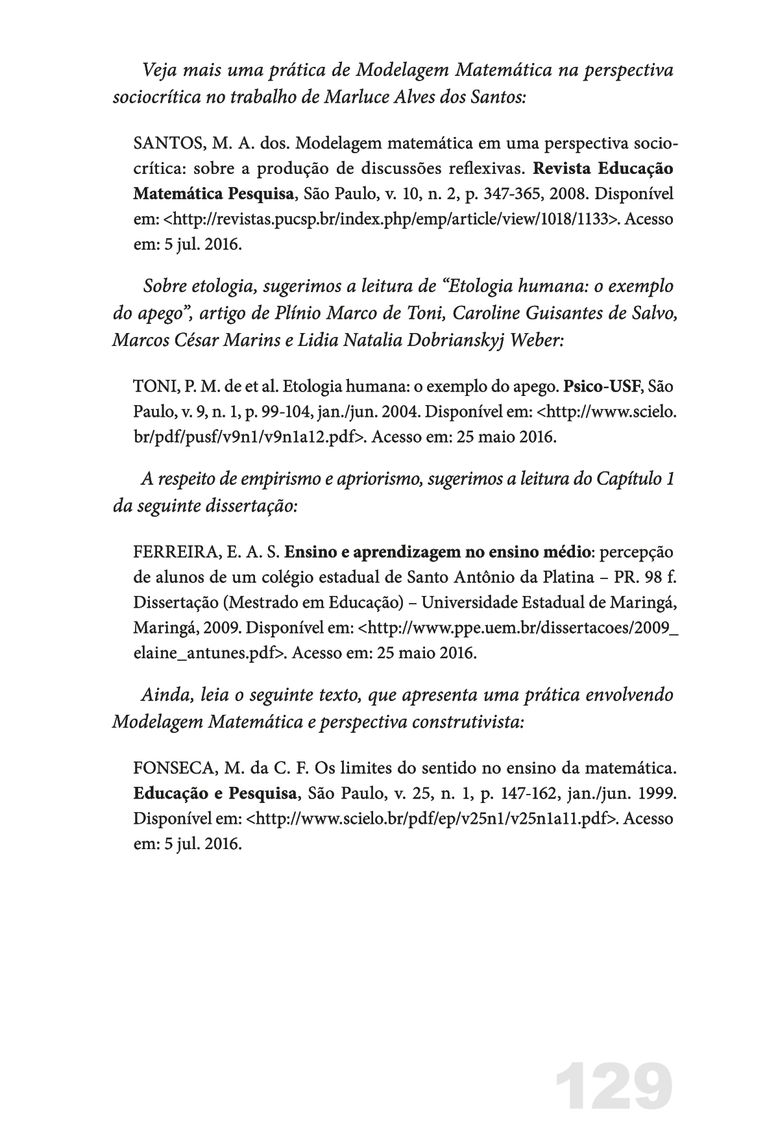 Veja mais uma prática de Modelagem Matemática na perspectiva
sociocrítica no trabalho de Marluce Alves dos Santos:
SANTOS, M. A. dos. Modelagem matemática em uma perspectiva socio-
crítica: sobre a produção de discussões reflexivas. Revista Educação
Matemática Pesquisa, São Paulo, v. 10, n. 2, p. 347-365, 2008. Disponível
em: <http://revistas.pucsp.br/index.php/emp/article/view/1018/1133>. Acesso
em: 5 jul. 2016.
Sobre etologia, sugerimos a leitura de “Etologia humana: o exemplo
do apego”, artigo de Plínio Marco de Toni, Caroline Guisantes de Salvo,
Marcos César Marins e Lidia Natalia Dobrianskyj Weber:
TONI, P. M. de et al. Etologia humana: o exemplo do apego. Psico-USF, São
Paulo, v. 9, n. 1, p. 99-104, jan./jun. 2004. Disponível em: <http://www.scielo.
br/pdf/pusf/v9n1/v9n1a12.pdf>. Acesso em: 25 maio 2016.
A respeito de empirismo e apriorismo, sugerimos a leitura do Capítulo 1
da seguinte dissertação:
FERREIRA, E. A. S. Ensino e aprendizagem no ensino médio: percepção
de alunos de um colégio estadual de Santo Antônio da Platina – PR. 98 f.
Dissertação (Mestrado em Educação) – Universidade Estadual de Maringá,
Maringá, 2009. Disponível em: <http://www.ppe.uem.br/dissertacoes/2009_
elaine_antunes.pdf>. Acesso em: 25 maio 2016.
Ainda, leia o seguinte texto, que apresenta uma prática envolvendo
Modelagem Matemática e perspectiva construtivista:
FONSECA, M. da C. F. Os limites do sentido no ensino da matemática.
Educação e Pesquisa, São Paulo, v. 25, n. 1, p. 147-162, jan./jun. 1999.
Disponível em: <http://www.scielo.br/pdf/ep/v25n1/v25n1a11.pdf>. Acesso
em: 5 jul. 2016.
129